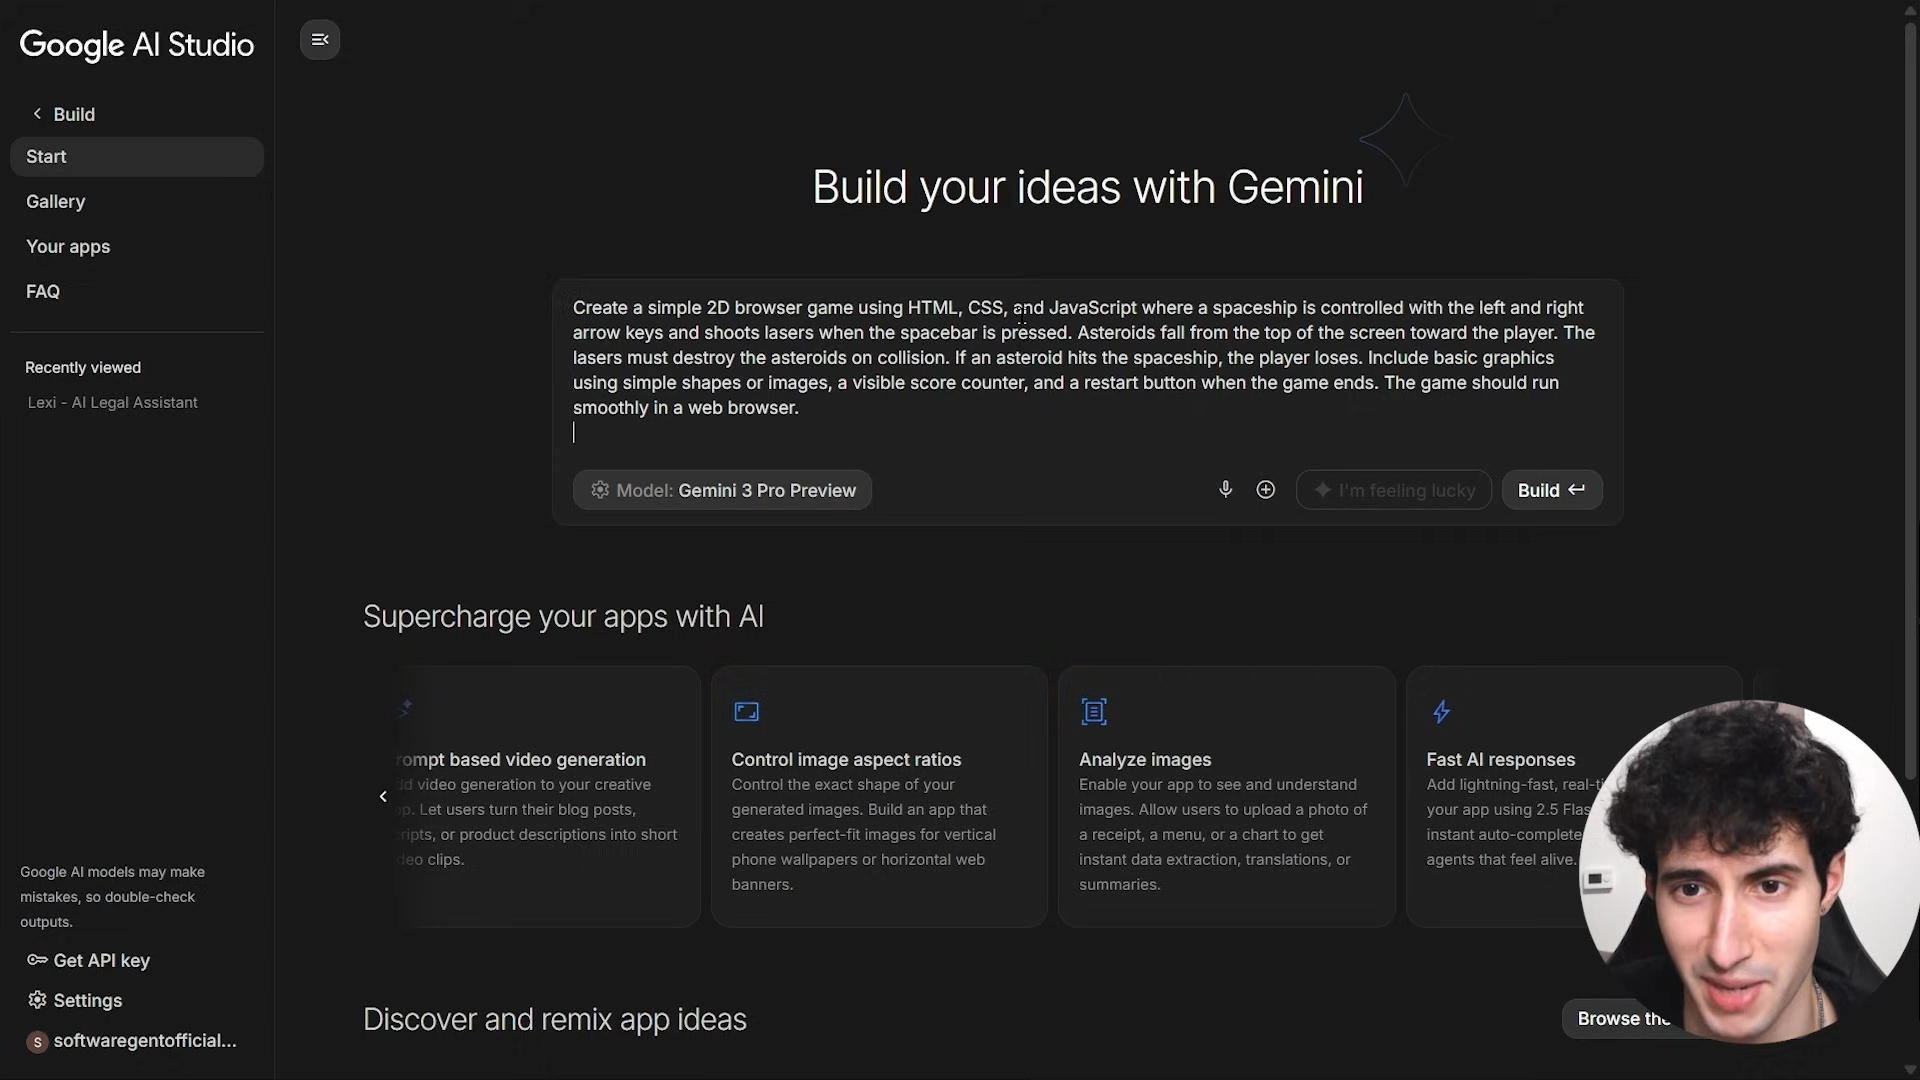 Google AI Studio
Build
Start
Gallery
Your apps
FAQ
Recently viewed
Lexi - AI Legal Assistant
Build your ideas with Gemini
Create a simple 2D browser game using HTML, CSS, and JavaScript where a spaceship is controlled with the left and right
arrow keys and shoots lasers when the spacebar is pressed. Asteroids fall from the top of the screen toward the player. The
lasers must destroy the asteroids on collision. If an asteroid hits the spaceship, the player loses. Include basic graphics
using simple shapes or images, a visible score counter, and a restart button when the game ends. The game should run
smoothly in a web browser.
Model: Gemini 3 Pro Preview
I'm feeling lucky
Build
Supercharge your apps with AI
rompt based video generation
dd video generation to your creative
pp. Let users turn their blog posts,
cripts, or product descriptions into short
deo clips.
Control image aspect ratios
Control the exact shape of your
generated images. Build an app that
creates perfect-fit images for vertical
phone wallpapers or horizontal web
banners.
Analyze images
Enable your app to see and understand
images. Allow users to upload a photo of
a receipt, a menu, or a chart to get
instant data extraction, translations, or
summaries.
Fast AI responses
Add lightning-fast, real-ti
your app using 2.5 Flas
instant auto-complete
agents that feel alive.
Google AI models may make
mistakes, so double-check
outputs.
Get API key
Settings
S
softwaregentofficial...
Discover and remix app ideas
Browse the